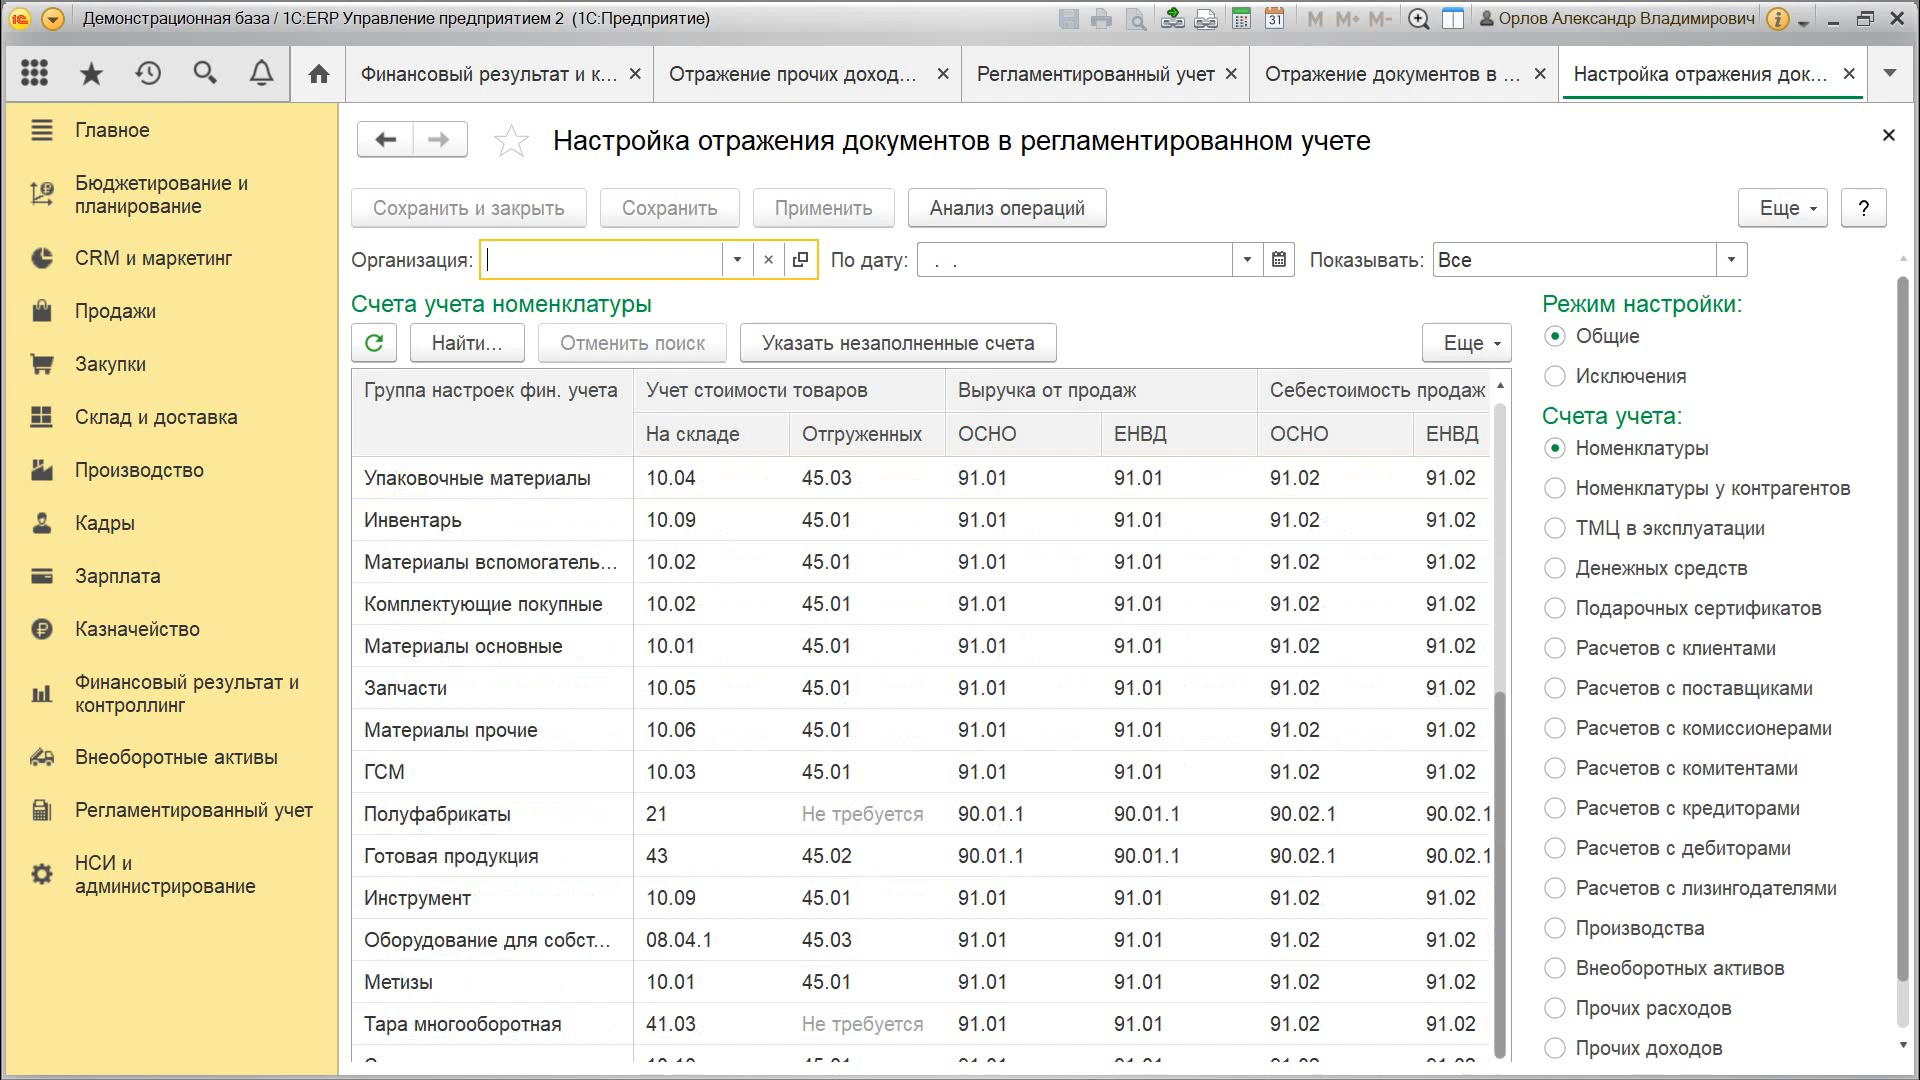 Демонстрационная база / 1С:ERP Управление предприятием 2 (1С:Предприятие)
M M+ M-
Орлов Александр Владимирович
Финансовый результат и к...
Отражение прочих доход...
Регламентированный учет
Отражение документов в ...
Настройка отражения док...
Главное
Бюджетирование и
планирование
CRM и маркетинг
Продажи
Закупки
Склад и доставка
Производство
Кадры
Зарплата
Казначейство
Финансовый результат и
контроллинг
Внеоборотные активы
Регламентированный учет
НСИ и
администрирование
Настройка отражения документов в регламентированном учете
Сохранить и закрыть Сохранить Применить Анализ операций Еще ?
Организация: По дату: . . Показывать: Все
Счета учета номенклатуры
Найти... Отменить поиск Указать незаполненные счета Еще
Группа настроек фин. учета Учет стоимости товаров Выручка от продаж Себестоимость продаж
На складе Отгруженных ОСНО ЕНВД ОСНО ЕНВД
Упаковочные материалы 10.04 45.03 91.01 91.01 91.02 91.02
Инвентарь 10.09 45.01 91.01 91.01 91.02 91.02
Материалы вспомогатель... 10.02 45.01 91.01 91.01 91.02 91.02
Комплектующие покупные 10.02 45.01 91.01 91.01 91.02 91.02
Материалы основные 10.01 45.01 91.01 91.01 91.02 91.02
Запчасти 10.05 45.01 91.01 91.01 91.02 91.02
Материалы прочие 10.06 45.01 91.01 91.01 91.02 91.02
ГСМ 10.03 45.01 91.01 91.01 91.02 91.02
Полуфабрикаты 21 Не требуется 90.01.1 90.01.1 90.02.1 90.02.1
Готовая продукция 43 45.02 90.01.1 90.01.1 90.02.1 90.02.1
Инструмент 10.09 45.01 91.01 91.01 91.02 91.02
Оборудование для собст... 08.04.1 45.03 91.01 91.01 91.02 91.02
Метизы 10.01 45.01 91.01 91.01 91.02 91.02
Тара многооборотная 41.03 Не требуется 91.01 91.01 91.02 91.02
Режим настройки:
Общие
Исключения
Счета учета:
Номенклатуры
Номенклатуры у контрагентов
ТМЦ в эксплуатации
Денежных средств
Подарочных сертификатов
Расчетов с клиентами
Расчетов с поставщиками
Расчетов с комиссионерами
Расчетов с комитентами
Расчетов с кредиторами
Расчетов с дебиторами
Расчетов с лизингодателями
Производства
Внеоборотных активов
Прочих расходов
Прочих доходов